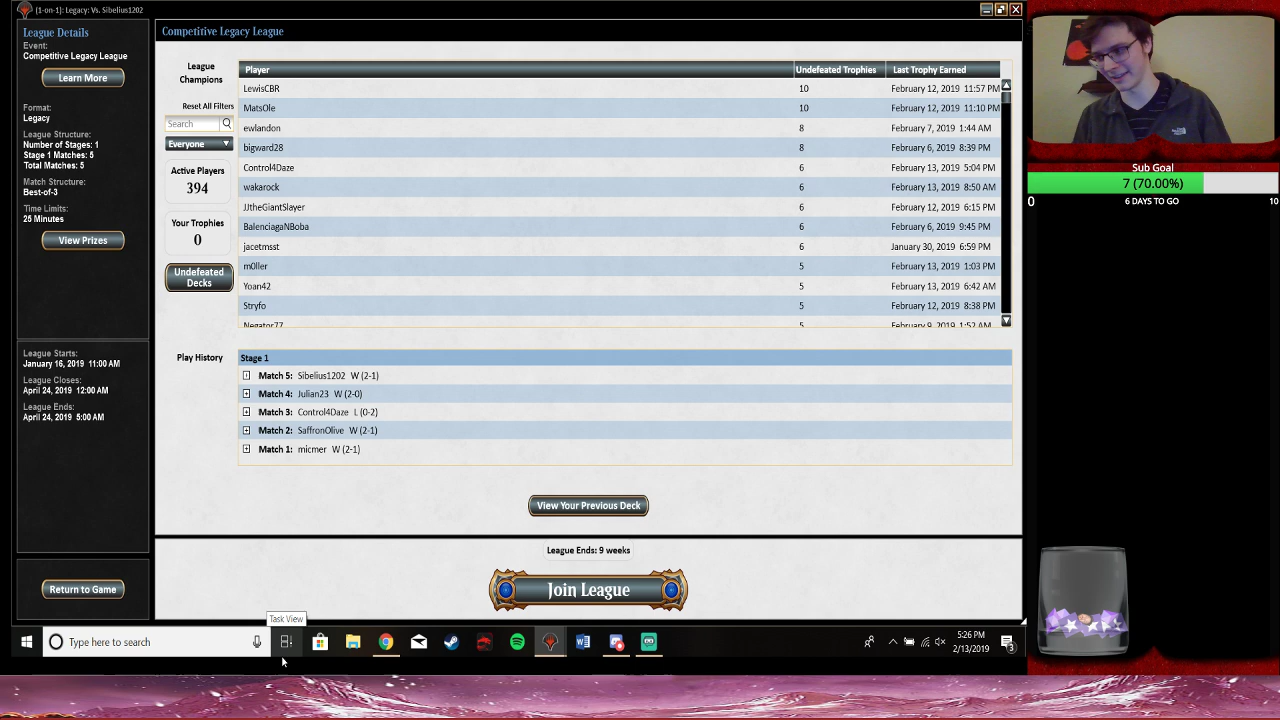 (1-on-1): Legacy: Vs. Sibelius1202
League Details
Event:
Competitive Legacy League
Learn More
Format:
Legacy
League Structure:
Number of Stages: 1
Stage 1 Matches: 5
Total Matches: 5
Match Structure:
Best-of-3
Time Limits:
25 Minutes
View Prizes
League Starts:
January 16, 2019 11:00 AM
League Closes:
April 24, 2019 12:00 AM
League Ends:
April 24, 2019 5:00 AM
Return to Game
Competitive Legacy League
League Champions
Reset All Filters
Search
Everyone
Active Players
394
Your Trophies
0
Undefeated Decks
Player Undefeated Trophies Last Trophy Earned
LewisCBR 10 February 12, 2019 11:57 PM
MatsOle 10 February 12, 2019 11:10 PM
ewlandon 8 February 7, 2019 1:44 AM
bigward28 8 February 6, 2019 8:39 PM
Control4Daze 6 February 13, 2019 5:04 PM
wakarock 6 February 13, 2019 8:50 AM
JJtheGiantSlayer 6 February 12, 2019 6:15 PM
BalenciagaNBoba 6 February 6, 2019 9:45 PM
jacetmsst 6 January 30, 2019 6:59 PM
m0ller 5 February 13, 2019 1:03 PM
Yoan42 5 February 13, 2019 6:42 AM
Stryfo 5 February 12, 2019 8:38 PM
Negator77 5 February 9, 2019 1:52 AM
Play History
Stage 1
Match 5: Sibelius1202 W (2-1)
Match 4: Julian23 W (2-0)
Match 3: Control4Daze L (0-2)
Match 2: SaffronOlive W (2-1)
Match 1: micmer W (2-1)
View Your Previous Deck
League Ends: 9 weeks
Join League
Task View
Type here to search
5:26 PM
2/13/2019
3
Sub Goal
7 (70.00%)
0 6 DAYS TO GO 10